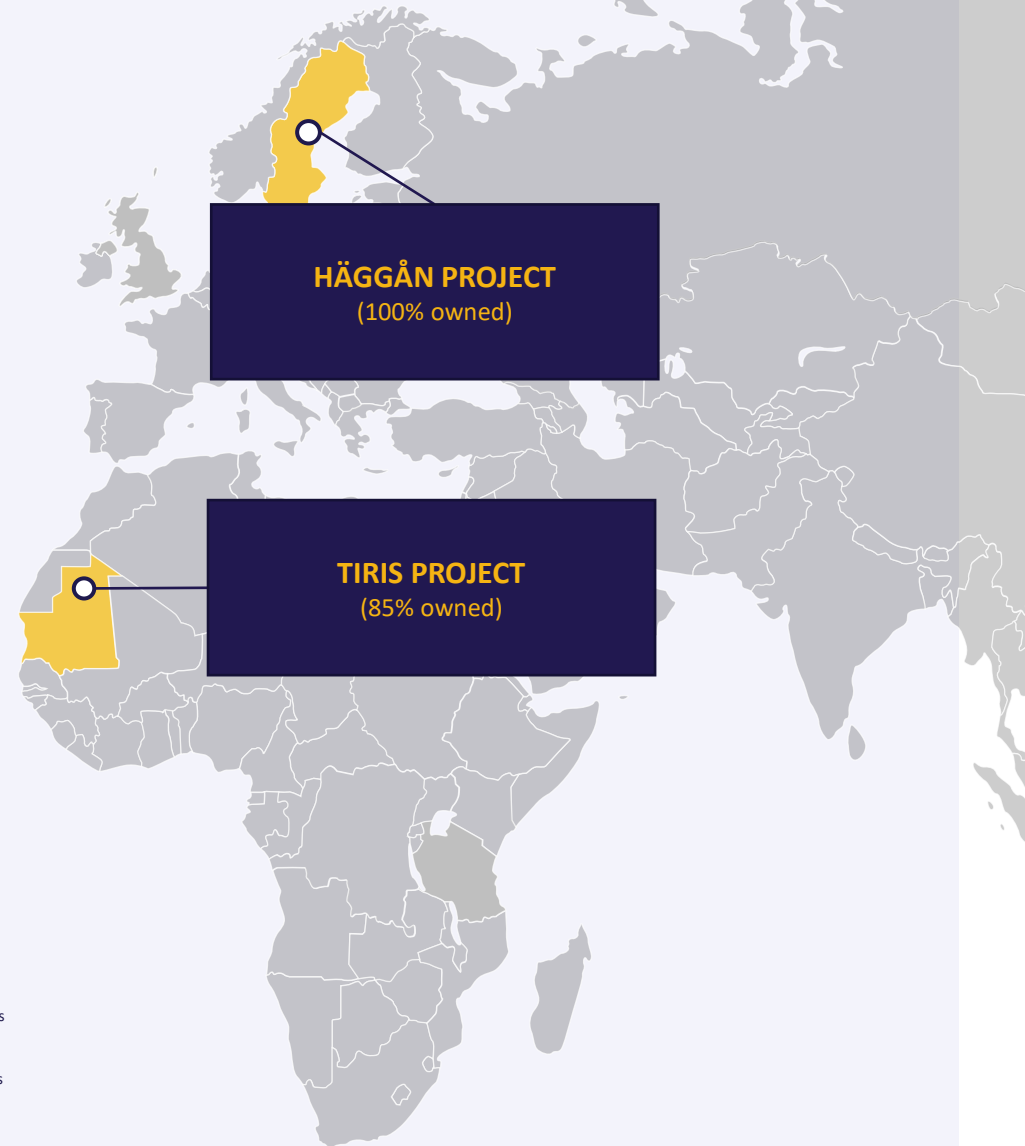 HÄGGÅN PROJECT
(100% owned)
TIRIS PROJECT
(85% owned)
s
s